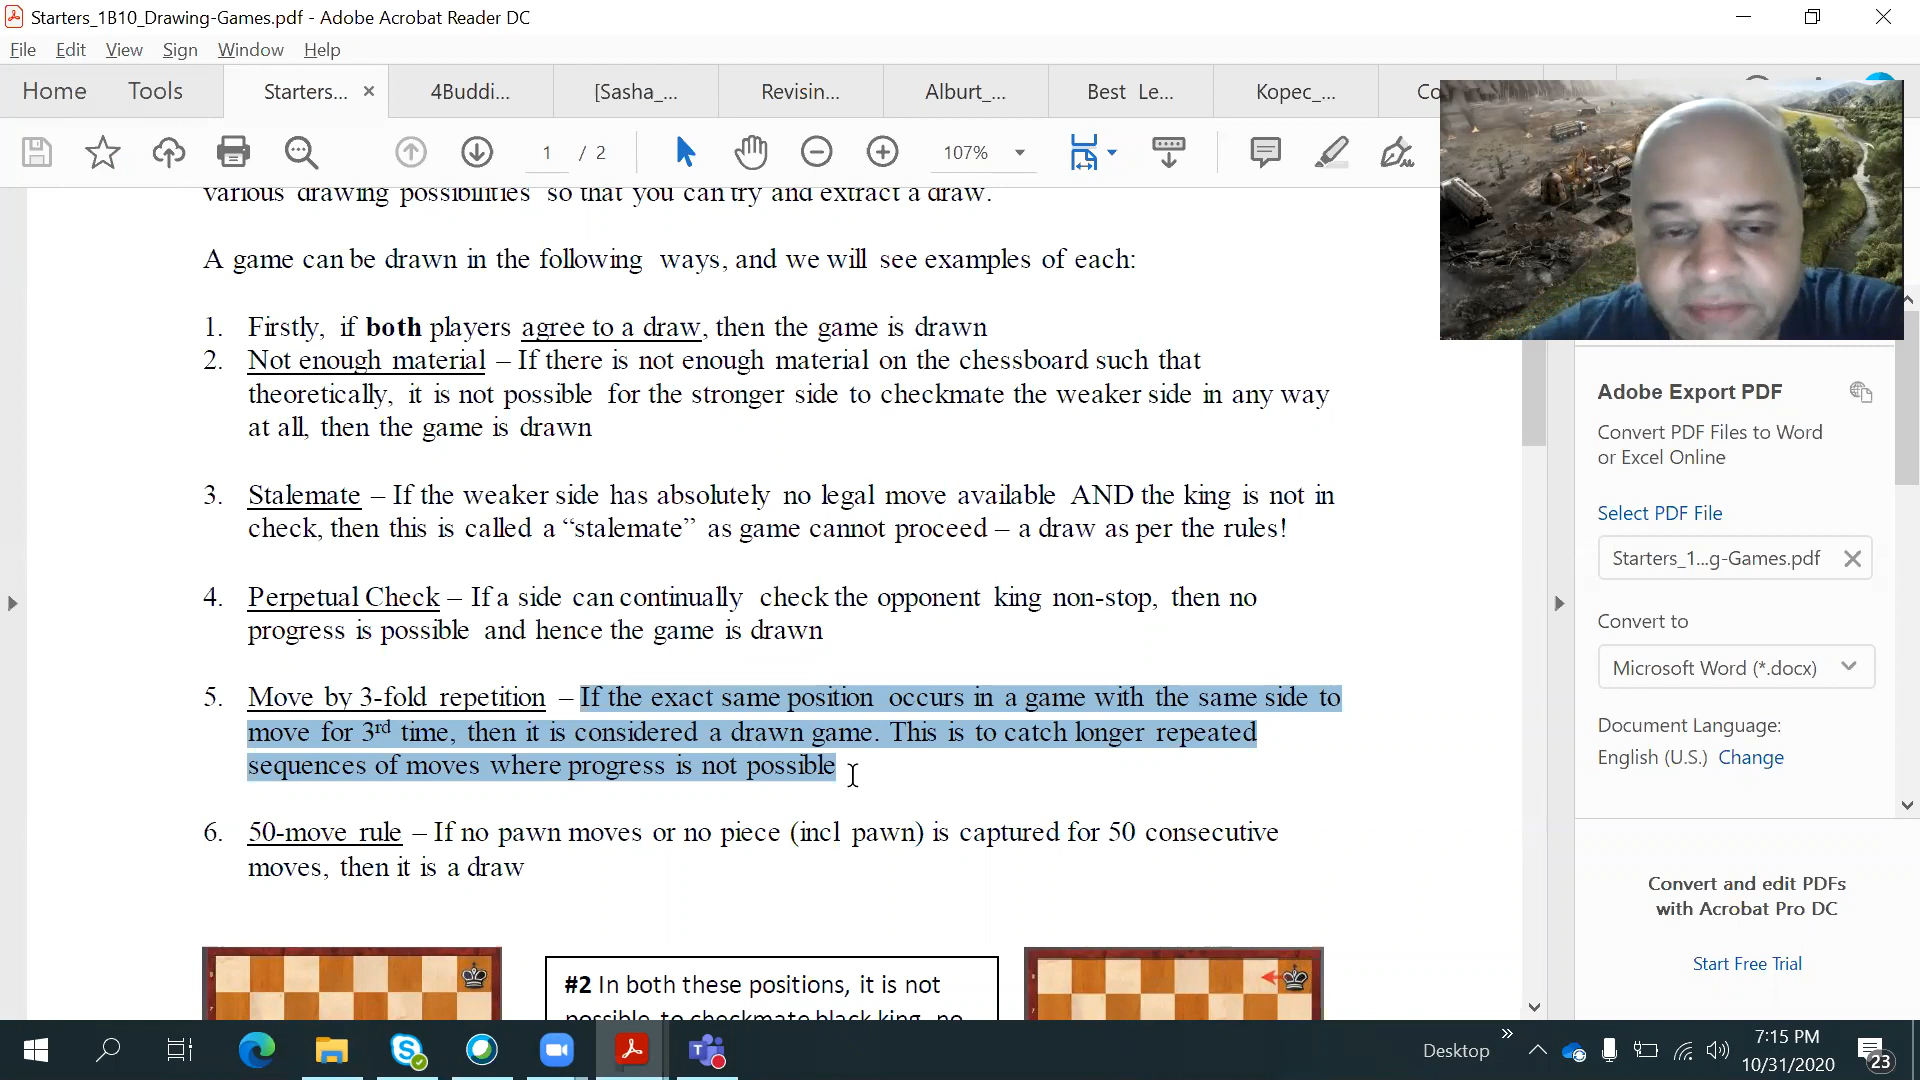 Starters_1B10_Drawing-Games.pdf - Adobe Acrobat Reader DC
File Edit View Sign Window Help
Home Tools Starters... 4Buddi... [Sasha_... Revisin... Alburt_... Best Le... Kopec_... Co
1 / 2 107%
various drawing possibilities so that you can try and extract a draw.
A game can be drawn in the following ways, and we will see examples of each:
1. Firstly, if both players agree to a draw, then the game is drawn
2. Not enough material – If there is not enough material on the chessboard such that
theoretically, it is not possible for the stronger side to checkmate the weaker side in any way
at all, then the game is drawn
3. Stalemate – If the weaker side has absolutely no legal move available AND the king is not in
check, then this is called a “stalemate” as game cannot proceed – a draw as per the rules!
4. Perpetual Check – If a side can continually check the opponent king non-stop, then no
progress is possible and hence the game is drawn
5. Move by 3-fold repetition – If the exact same position occurs in a game with the same side to
move for 3rd time, then it is considered a drawn game. This is to catch longer repeated
sequences of moves where progress is not possible
6. 50-move rule – If no pawn moves or no piece (incl pawn) is captured for 50 consecutive
moves, then it is a draw
#2 In both these positions, it is not
possible to checkmate black king, no
Adobe Export PDF
Convert PDF Files to Word
or Excel Online
Select PDF File
Starters_1...g-Games.pdf
Convert to
Microsoft Word (*.docx)
Document Language:
English (U.S.) Change
Convert and edit PDFs
with Acrobat Pro DC
Start Free Trial
Desktop
7:15 PM
10/31/2020
23